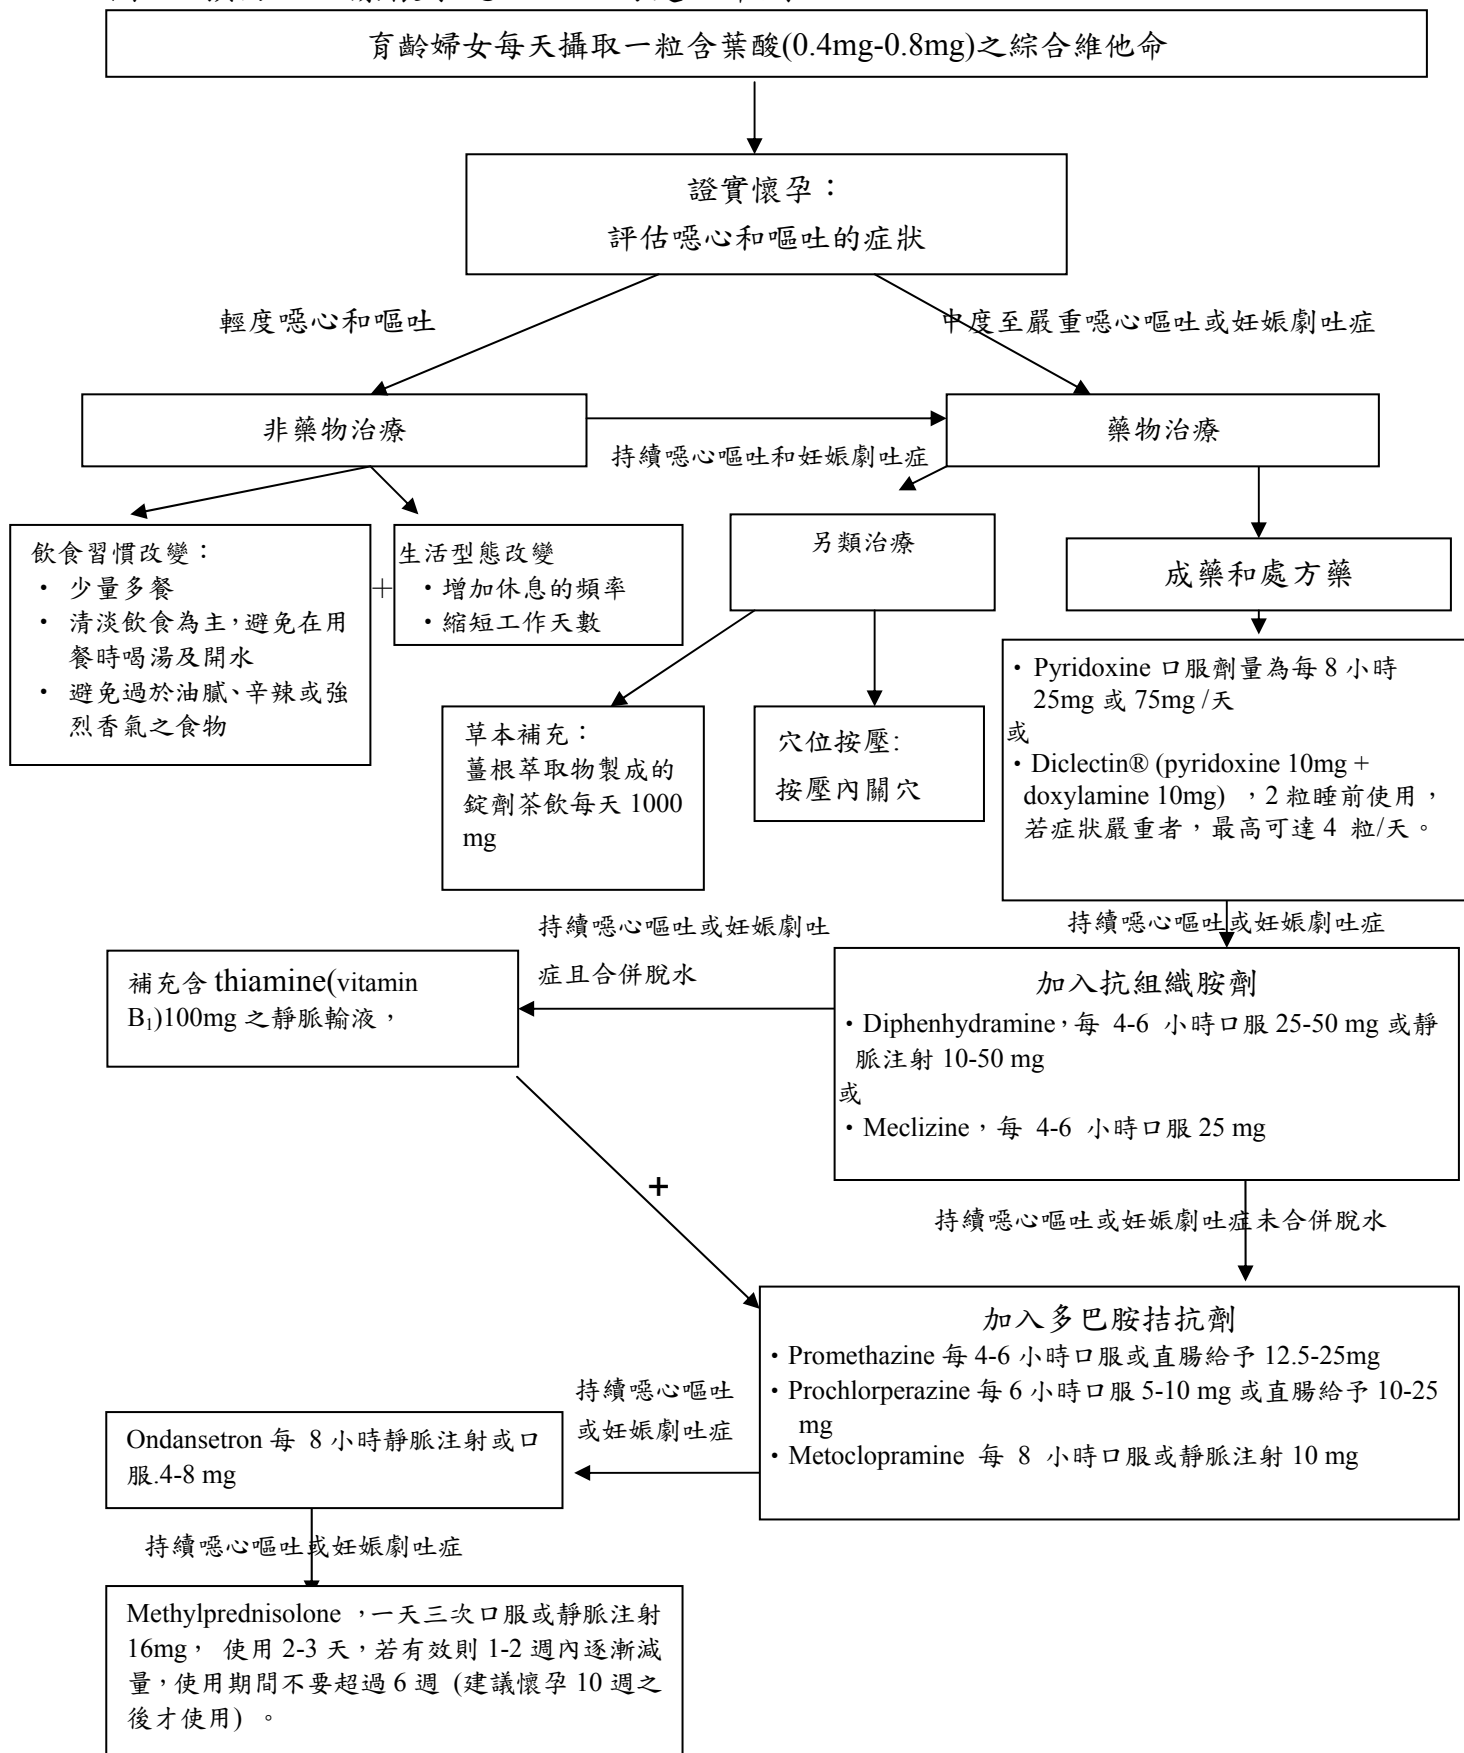 育齡婦女每天攝取一粒含葉酸(0.4mg-0.8mg)之綜合維他命
證實懷孕：
評估噁心和嘔吐的症狀
輕度噁心和嘔吐
中度至嚴重噁心嘔吐或妊娠劇吐症
非藥物治療
藥物治療
持續噁心嘔吐和妊娠劇吐症
飲食習慣改變：
・ 少量多餐
・ 清淡飲食為主，避免在用
餐時喝湯及開水
・ 避免過於油膩、辛辣或強
烈香氣之食物
+
生活型態改變
・增加休息的頻率
・縮短工作天數
另類治療
成藥和處方藥
草本補充：
薑根萃取物製成的
錠劑茶飲每天 1000
mg
穴位按壓:
按壓內關穴
・Pyridoxine 口服劑量為每 8 小時
25mg 或 75mg /天
或
・Diclectin® (pyridoxine 10mg +
doxylamine 10mg) ，2 粒睡前使用，
若症狀嚴重者，最高可達 4 粒/天。
持續噁心嘔吐或妊娠劇吐症
持續噁心嘔吐或妊娠劇吐
症且合併脫水
補充含 thiamine(vitamin
B₁)100mg 之靜脈輸液，
加入抗組織胺劑
・Diphenhydramine，每 4-6 小時口服 25-50 mg 或靜
脈注射 10-50 mg
或
・Meclizine，每 4-6 小時口服 25 mg
+
持續噁心嘔吐或妊娠劇吐症未合併脫水
加入多巴胺拮抗劑
・Promethazine 每 4-6 小時口服或直腸給予 12.5-25mg
・Prochlorperazine 每 6 小時口服 5-10 mg 或直腸給予 10-25
mg
・Metoclopramine 每 8 小時口服或靜脈注射 10 mg
持續噁心嘔吐
或妊娠劇吐症
Ondansetron 每 8 小時靜脈注射或口
服.4-8 mg
持續噁心嘔吐或妊娠劇吐症
Methylprednisolone ，一天三次口服或靜脈注射
16mg， 使用 2-3 天，若有效則 1-2 週內逐漸減
量，使用期間不要超過 6 週 (建議懷孕 10 週之
後才使用) 。